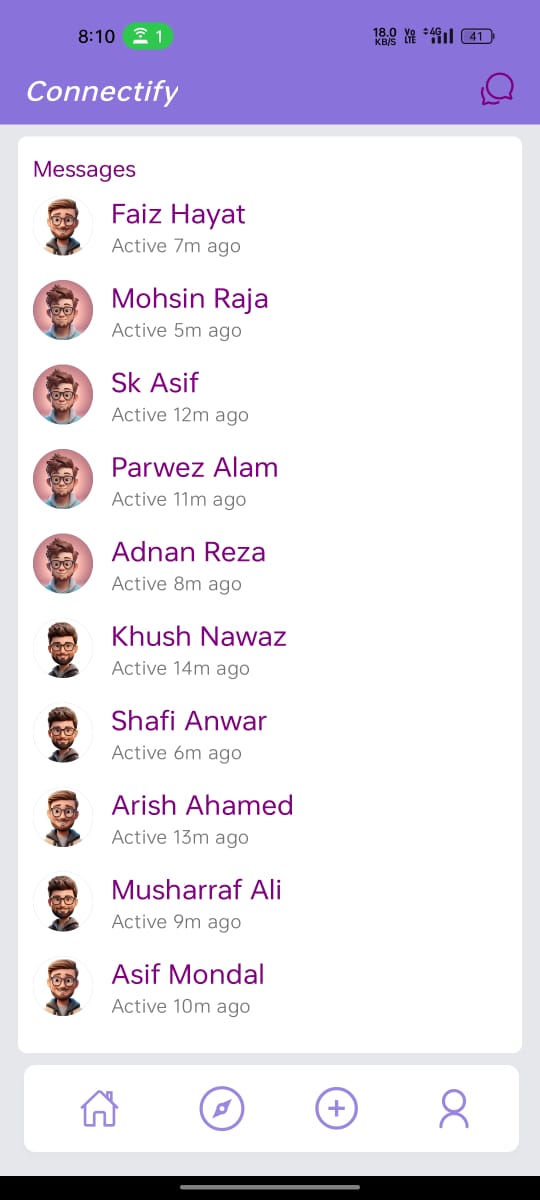 8:10 1 18.0 KB/S Vo LTE 4G 41
Connectify
Messages
Faiz Hayat
Active 7m ago
Mohsin Raja
Active 5m ago
Sk Asif
Active 12m ago
Parwez Alam
Active 11m ago
Adnan Reza
Active 8m ago
Khush Nawaz
Active 14m ago
Shafi Anwar
Active 6m ago
Arish Ahamed
Active 13m ago
Musharraf Ali
Active 9m ago
Asif Mondal
Active 10m ago